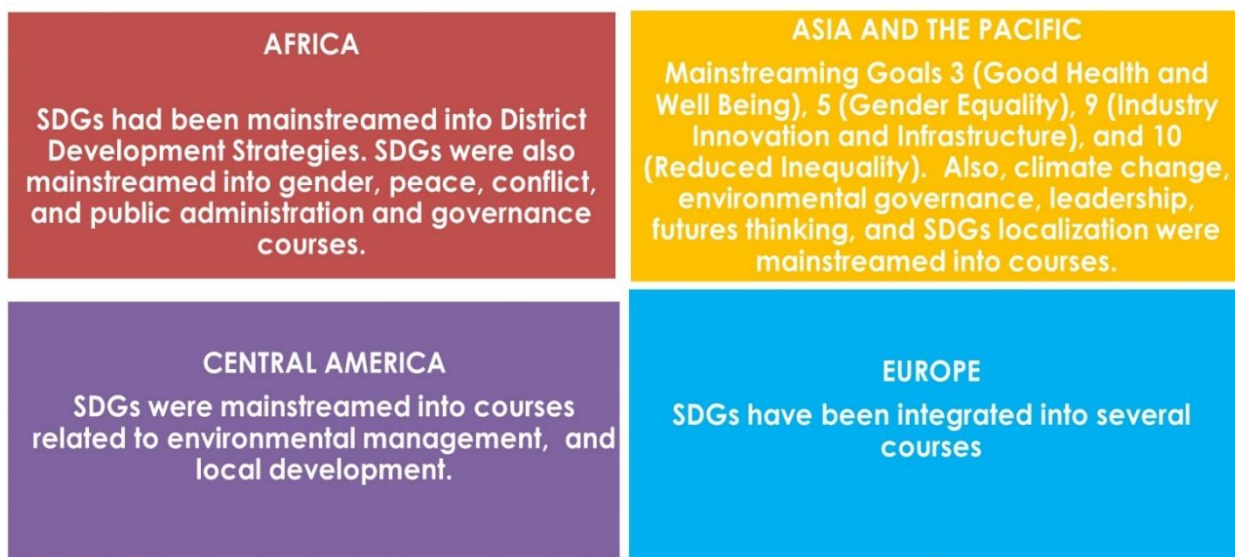 AFRICA
SDGs had been mainstreamed into District
Development Strategies. SDGs were also
mainstreamed into gender, peace, conflict,
and public administration and governance
courses.
ASIA AND THE PACIFIC
Mainstreaming Goals 3 (Good Health and
Well Being), 5 (Gender Equality), 9 (Industry
Innovation and Infrastructure), and 10
(Reduced Inequality). Also, climate change,
environmental governance, leadership,
futures thinking, and SDGs localization were
mainstreamed into courses.
CENTRAL AMERICA
SDGs were mainstreamed into courses
related to environmental management, and
local development.
EUROPE
SDGs have been integrated into several
courses